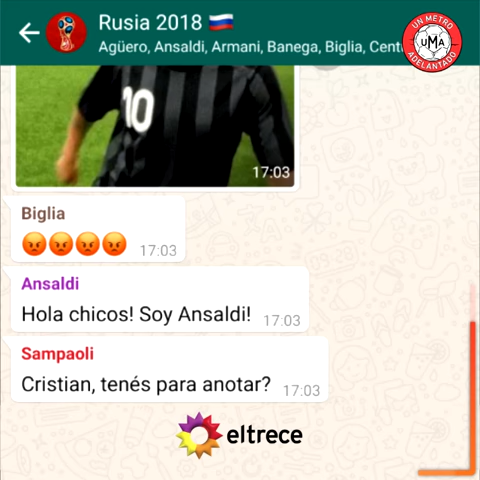 Rusia 2018 🇷🇺
Agüero, Ansaldi, Armani, Banega, Biglia, Cent
UN METRO
UMA
ADELANTADO
10
17:03
Biglia
😡😡😡😡 17:03
Ansaldi
Hola chicos! Soy Ansaldi! 17:03
Sampaoli
Cristian, tenés para anotar? 17:03
eltrece